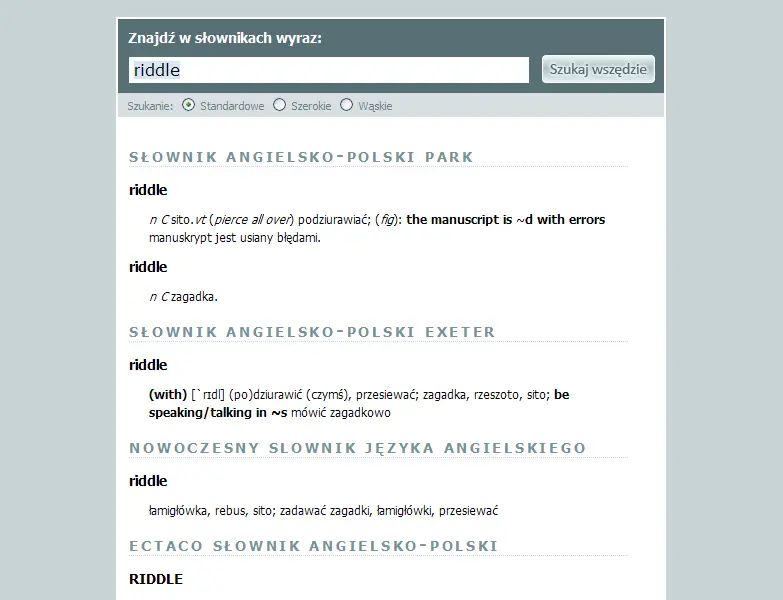 Znajdź w słownikach wyraz:
riddle
Szukaj wszędzie
Szukanie: Standardowe Szerokie Wąskie
SŁOWNIK ANGIELSKO-POLSKI PARK
riddle
n C sito.vt (pierce all over) podziurawiać; (fig): the manuscript is ~d with errors
manuskrypt jest usiany błędami.
riddle
n C zagadka.
SŁOWNIK ANGIELSKO-POLSKI EXETER
riddle
(with) [`rɪdl] (po)dziurawić (czymś), przesiewać; zagadka, rzeszoto, sito; be
speaking/talking in ~s mówić zagadkowo
NOWOCZESNY SLOWNIK JĘZYKA ANGIELSKIEGO
riddle
łamigłówka, rebus, sito; zadawać zagadki, łamigłówki, przesiewać
ECTACO SŁOWNIK ANGIELSKO-POLSKI
RIDDLE